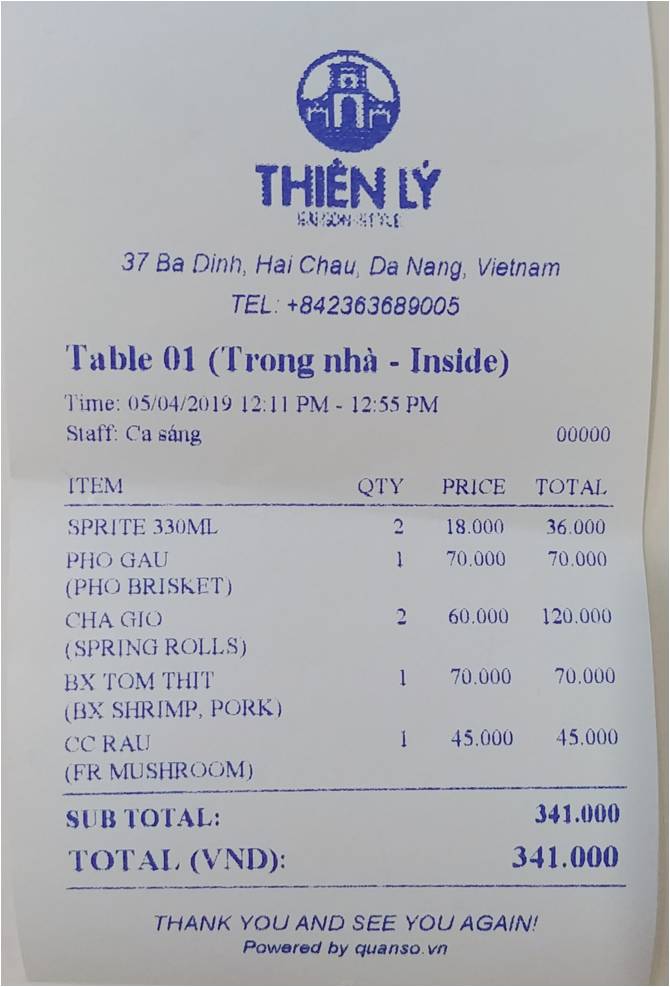 THIÊN LÝ
SAIGON STYLE
37 Ba Dinh, Hai Chau, Da Nang, Vietnam
TEL: +842363689005
Table 01 (Trong nhà - Inside)
Time: 05/04/2019 12:11 PM - 12:55 PM
Staff: Ca sáng 00000
ITEM QTY PRICE TOTAL
SPRITE 330ML 2 18.000 36.000
PHO GAU 1 70.000 70.000
(PHO BRISKET)
CHA GIO 2 60.000 120.000
(SPRING ROLLS)
BX TOM THIT 1 70.000 70.000
(BX SHRIMP, PORK)
CC RAU 1 45.000 45.000
(FR MUSHROOM)
SUB TOTAL: 341.000
TOTAL (VND): 341.000
THANK YOU AND SEE YOU AGAIN!
Powered by quanso.vn